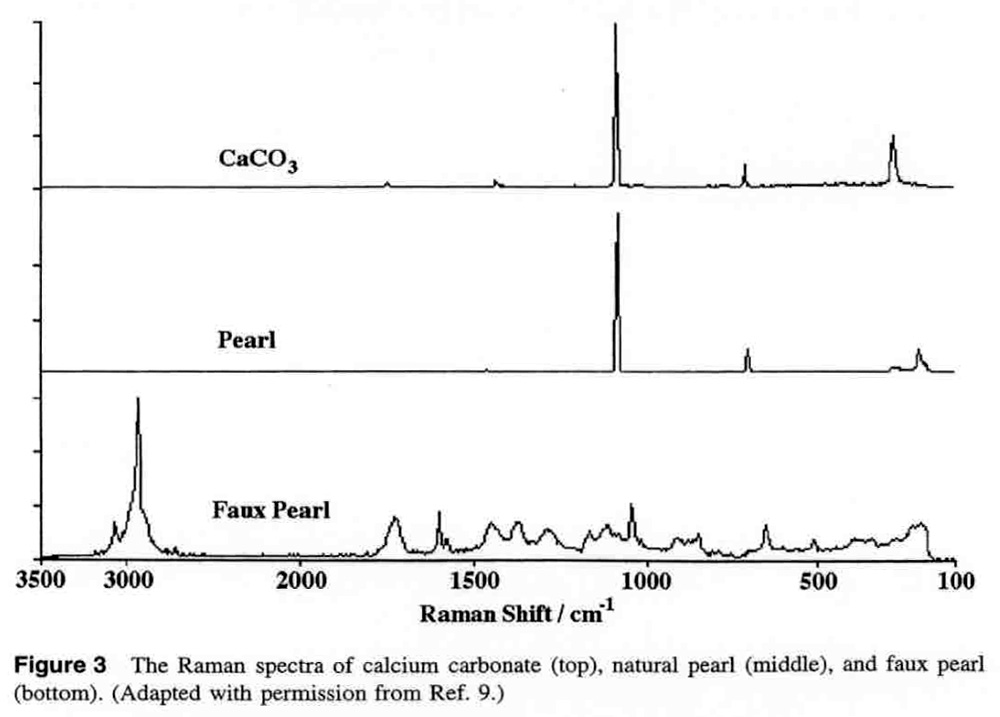 CaCO₃
Pearl
Faux Pearl
3500 3000 2000 1500 1000 500 100
Raman Shift / cm⁻¹
Figure 3 The Raman spectra of calcium carbonate (top), natural pearl (middle), and faux pearl
(bottom). (Adapted with permission from Ref. 9.)